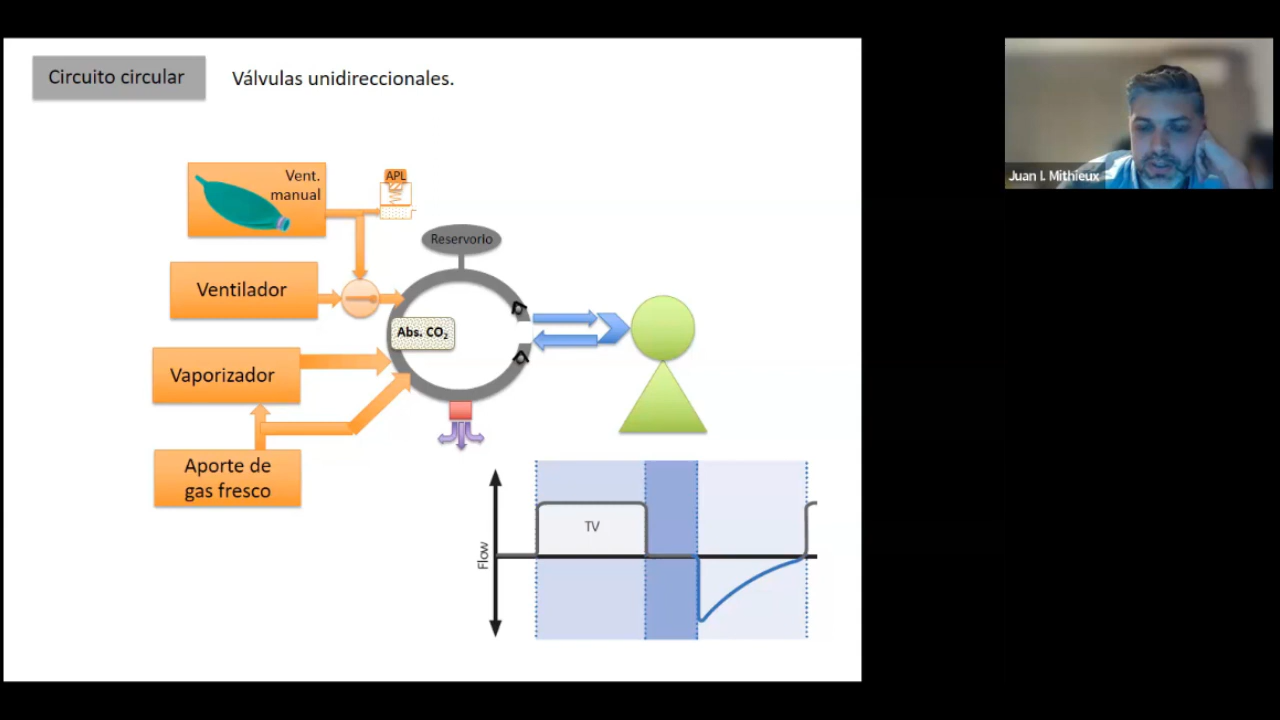 Circuito circular
Válvulas unidireccionales.
Vent.
manual
APL
Reservorio
Ventilador
Abs. CO₂
Vaporizador
Aporte de
gas fresco
TV
Flow
Juan I. Mithieux